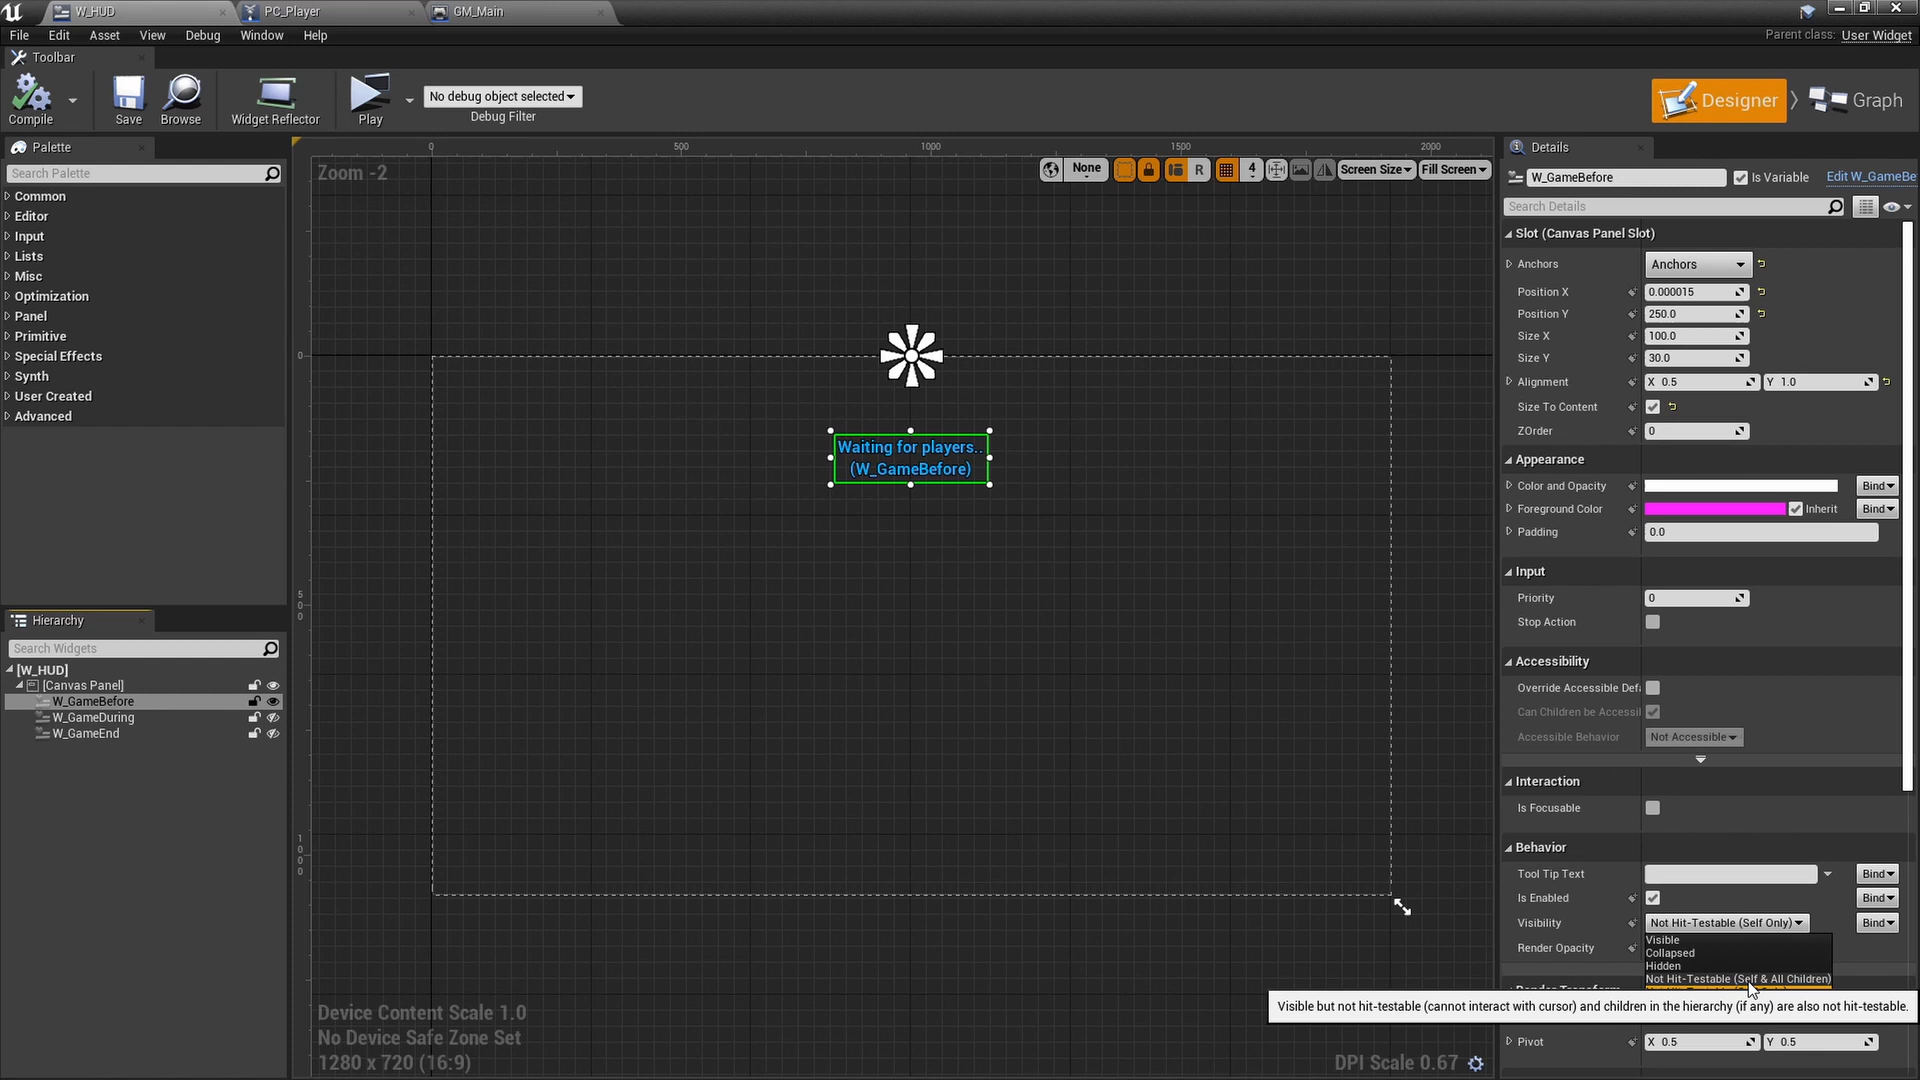 W_HUD
PC_Player
GM_Main
File Edit Asset View Window Debug Help
Parent class: User Widget
Toolbar
Compile
Save
Browse
Widget Reflector
Play
No debug object selected
Debug Filter
Designer
Graph
Palette
Search Palette
Common
Editor
Input
Lists
Misc
Optimization
Panel
Primitive
Special Effects
Synth
User Created
Advanced
Hierarchy
Search Widgets
[W_HUD]
[Canvas Panel]
W_GameBefore
W_GameDuring
W_GameEnd
0 500 1000 1500 2000
Zoom -2
None
R
4
Screen Size
Fill Screen
0
500
1000
Waiting for players..
(W_GameBefore)
Device Content Scale 1.0
No Device Safe Zone Set
1280 x 720 (16:9)
DPI Scale 0.67
Details
W_GameBefore
Is Variable
Edit W_GameBe
Search Details
Slot (Canvas Panel Slot)
Anchors Anchors
Position X 0.000015
Position Y 250.0
Size X 100.0
Size Y 30.0
Alignment X 0.5 Y 1.0
Size To Content
ZOrder 0
Appearance
Color and Opacity Bind
Foreground Color Inherit Bind
Padding 0.0
Input
Priority 0
Stop Action
Accessibility
Override Accessible Defa
Can Children be Accessil
Accessible Behavior Not Accessible
Interaction
Is Focusable
Behavior
Tool Tip Text Bind
Is Enabled Bind
Visibility Not Hit-Testable (Self Only) Bind
Render Opacity
Visible
Collapsed
Hidden
Not Hit-Testable (Self & All Children)
Visible but not hit-testable (cannot interact with cursor) and children in the hierarchy (if any) are also not hit-testable.
Pivot X 0.5 Y 0.5